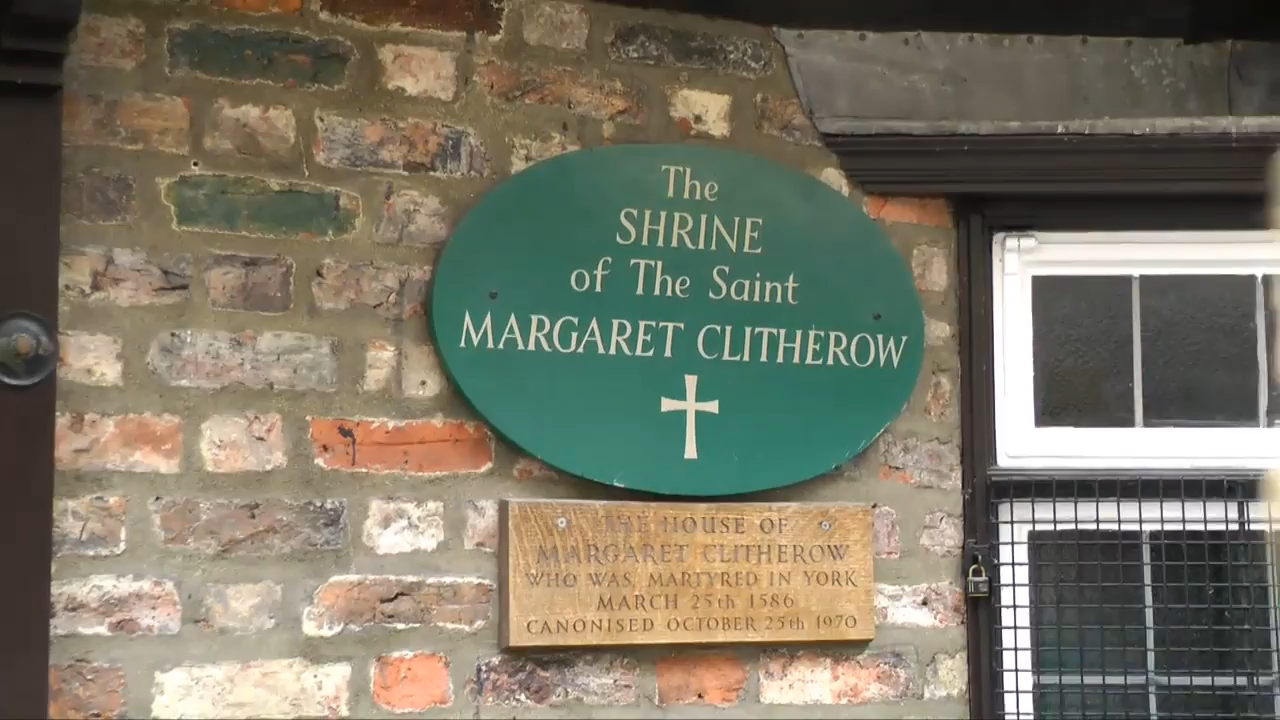 The
SHRINE
of The Saint
MARGARET CLITHEROW
THE HOUSE OF
MARGARET CLITHEROW
WHO WAS MARTYRED IN YORK
MARCH 25th 1586
CANONISED OCTOBER 25th 1970